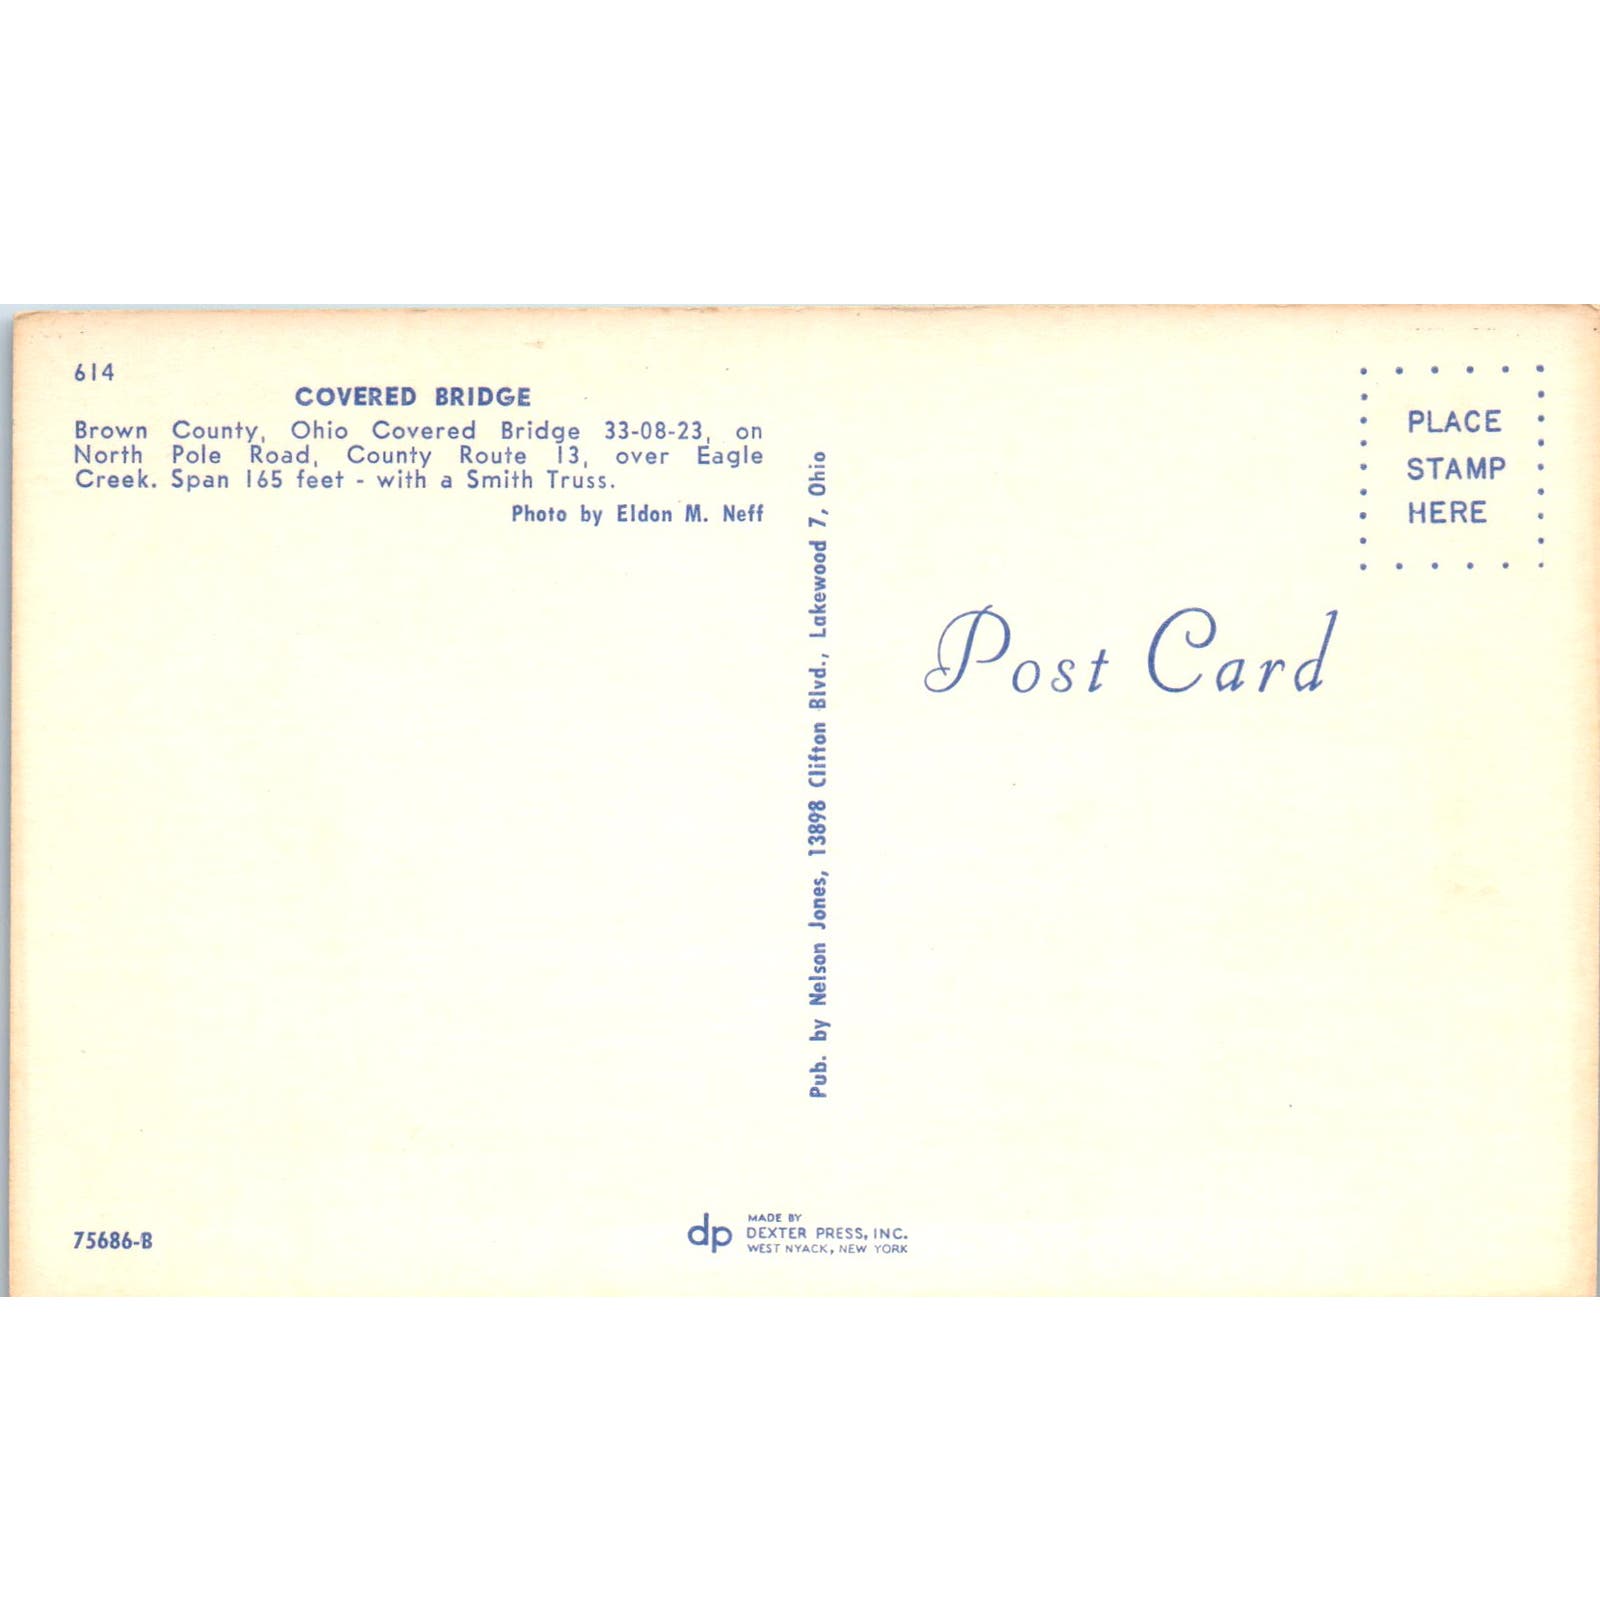 614
COVERED BRIDGE
Brown County, Ohio Covered Bridge 33-08-23, on
North Pole Road, County Route 13, over Eagle
Creek. Span 165 feet - with a Smith Truss.
Photo by Eldon M. Neff
Pub. by Nelson Jones, 13898 Clifton Blvd., Lakewood 7, Ohio
PLACE
STAMP
HERE
Post Card
75686-B
dp
MADE BY
DEXTER PRESS, INC.
WEST NYACK, NEW YORK